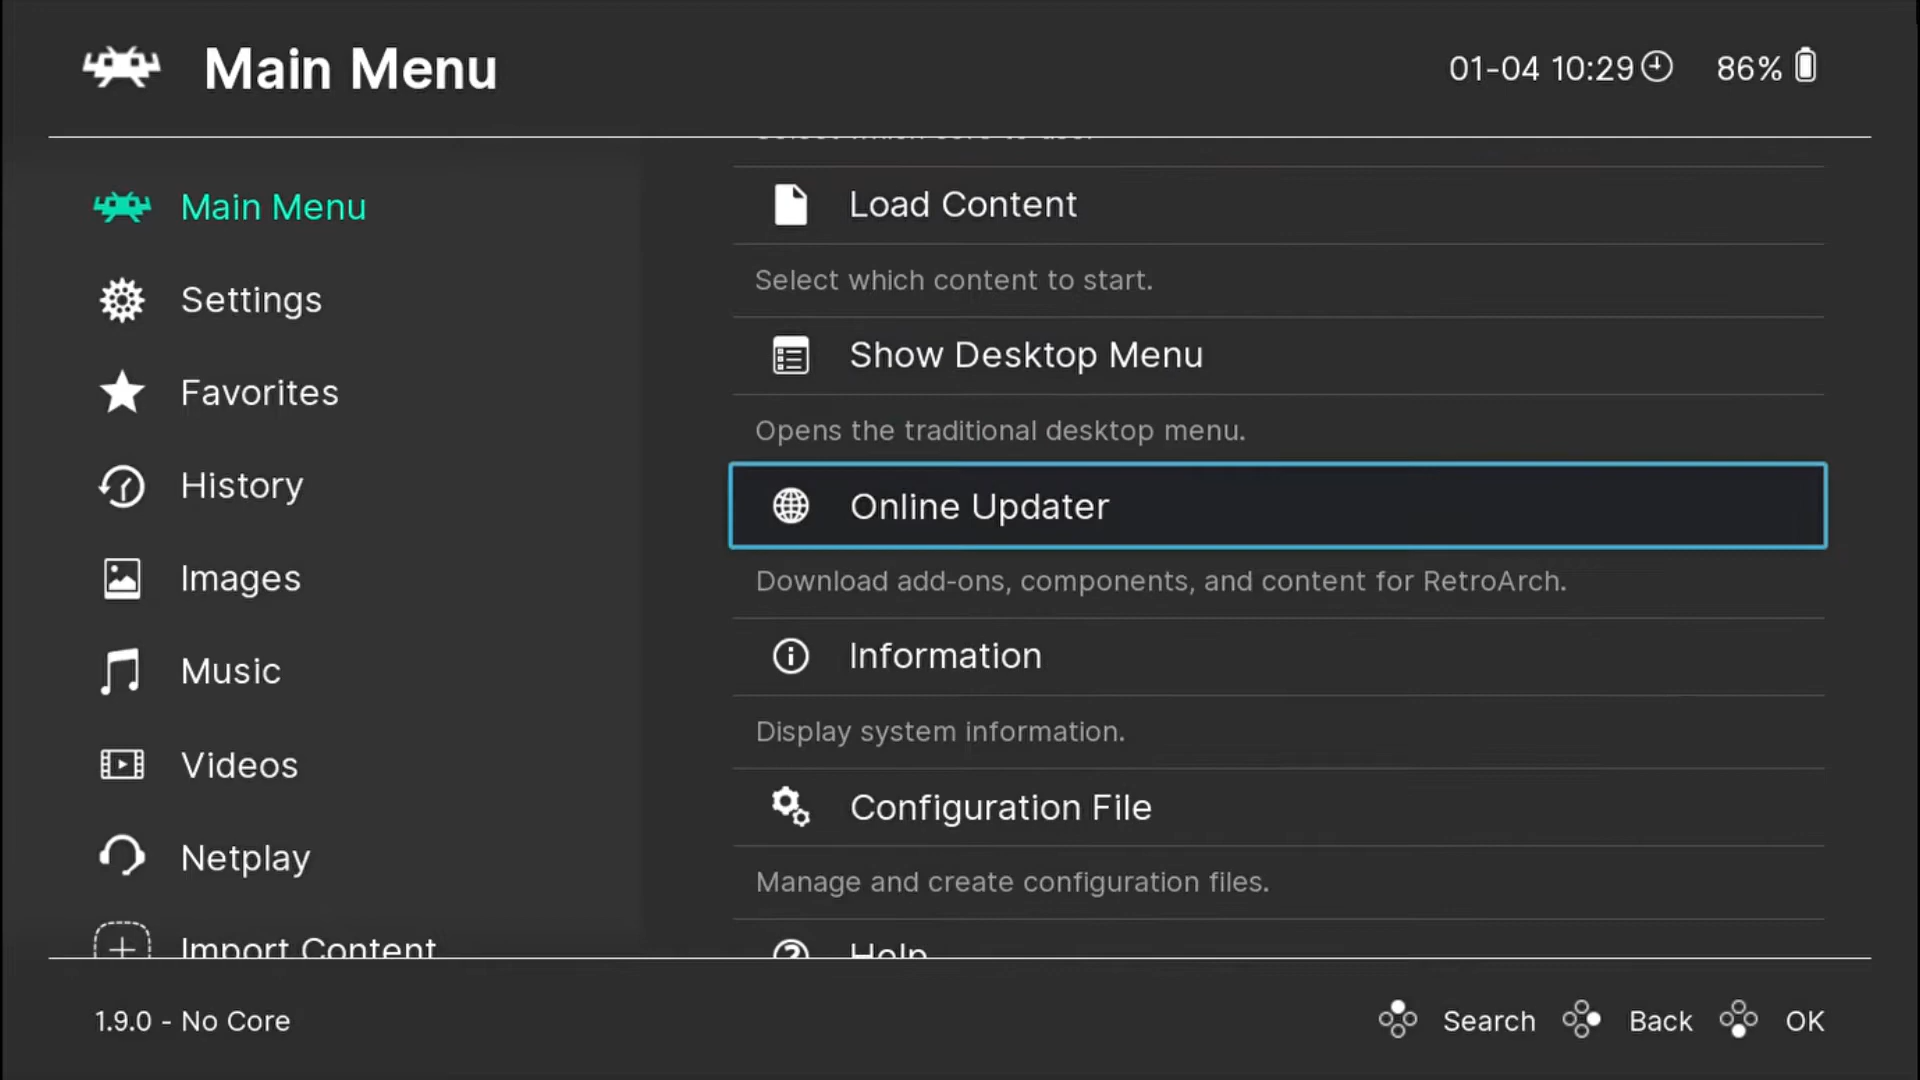 Main Menu
01-04 10:29
86%
Main Menu
Settings
Favorites
History
Images
Music
Videos
Netplay
Import Content
Load Content
Select which content to start.
Show Desktop Menu
Opens the traditional desktop menu.
Online Updater
Download add-ons, components, and content for RetroArch.
Information
Display system information.
Configuration File
Manage and create configuration files.
Help
1.9.0 - No Core
Search
Back
OK